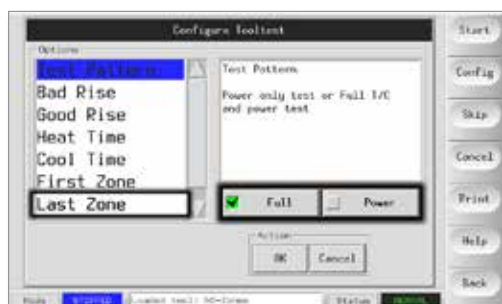 Configure Tooltest
Options
Test Pattern
Bad Rise
Good Rise
Heat Time
Cool Time
First Zone
Last Zone
Test Pattern
Power only test or Full T/C
and power test
Full
Power
Action
OK
Cancel
Start
Config
Skip
Cancel
Print
Help
Back
Mode
STOPPED
Loaded tool:
Status